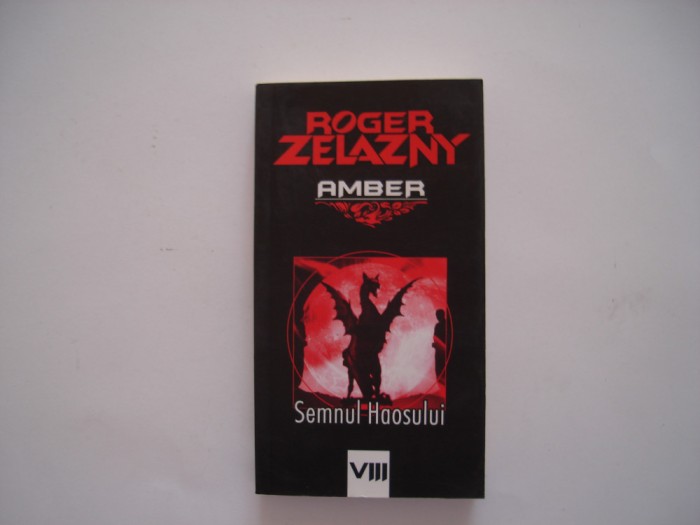 ROGER
ZELAZNY
AMBER
Semnul Haosului
VIII